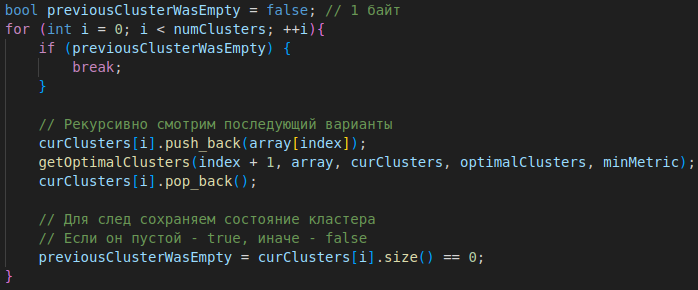 bool previousClusterWasEmpty = false; // 1 байт
for (int i = 0; i < numClusters; ++i){
    if (previousClusterWasEmpty) {
        break;
    }

    // Рекурсивно смотрим последующий варианты
    curClusters[i].push_back(array[index]);
    getOptimalClusters(index + 1, array, curClusters, optimalClusters, minMetric);
    curClusters[i].pop_back();

    // Для след сохраняем состояние кластера
    // Если он пустой - true, иначе - false
    previousClusterWasEmpty = curClusters[i].size() == 0;
}